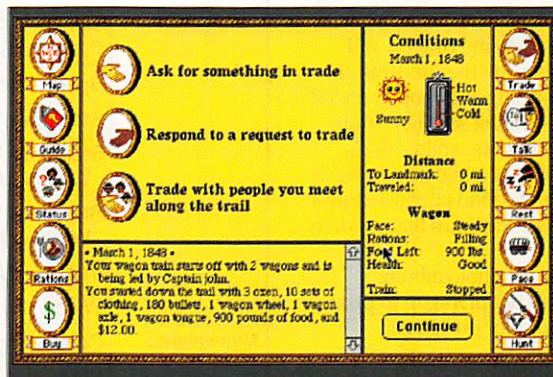 Map
Guide
Status
Rations
Buy
Ask for something in trade
Respond to a request to trade
Trade with people you meet
along the trail
• March 1, 1848 •
Your wagon train starts off with 2 wagons and is
being led by Captain john.
You started down the trail with 3 oxen, 10 sets of
clothing, 180 bullets, 1 wagon wheel, 1 wagon
axle, 1 wagon tongue, 900 pounds of food, and
$12.00.
Conditions
March 1, 1848
Sunny
Hot
Warm
Cold
Distance
To Landmark: 0 mi.
Traveled: 0 mi.
Wagon
Pace: Steady
Rations: Filling
Food Left: 900 lbs.
Health: Good
Train: Stopped
Continue
Trade
Talk
Rest
Pace
Hunt